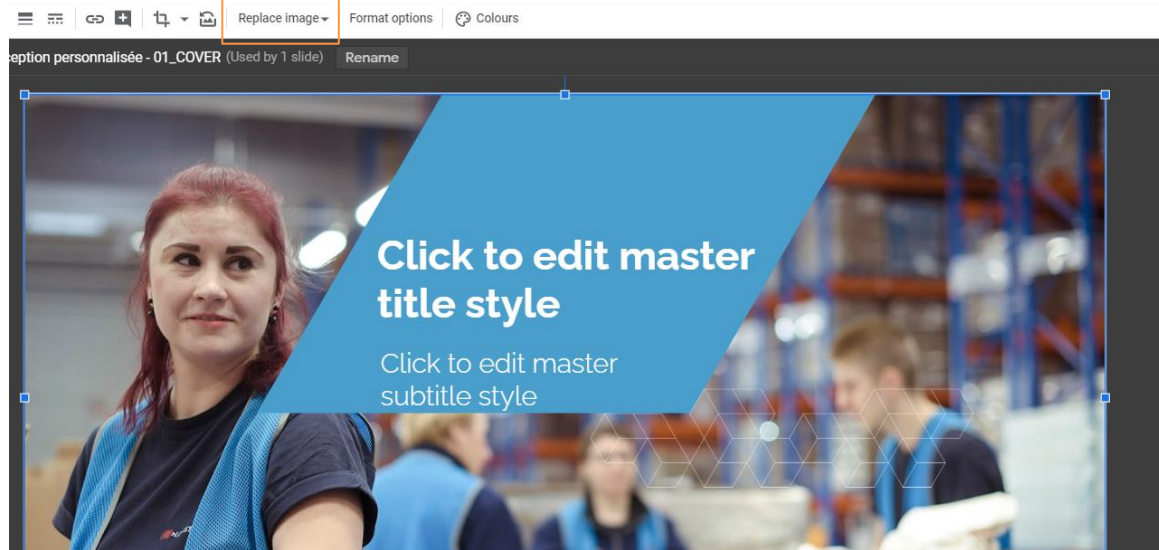 Replace image Format options Colours
eption personnalisée - 01_COVER (Used by 1 slide) Rename
Click to edit master
title style
Click to edit master
subtitle style